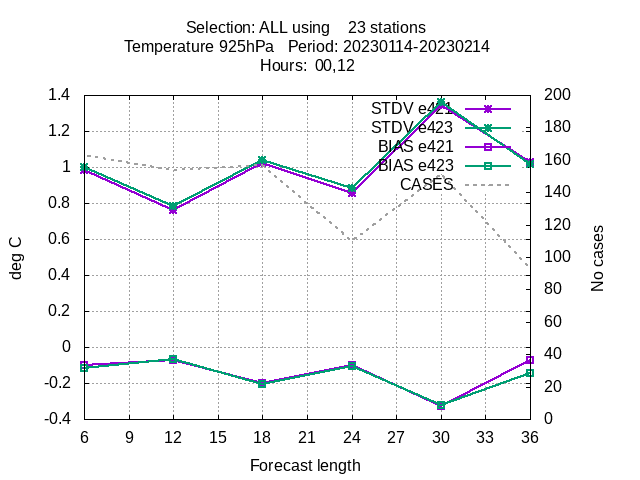 Selection: ALL using    23 stations
Temperature 925hPa   Period: 20230114-20230214
Hours:  00,12
STDV e421
STDV e423
BIAS e421
BIAS e423
CASES
deg C
1.4
1.2
1
0.8
0.6
0.4
0.2
0
-0.2
-0.4
200
180
160
140
120
100
80
60
40
20
0
No cases
6 9 12 15 18 21 24 27 30 33 36
Forecast length